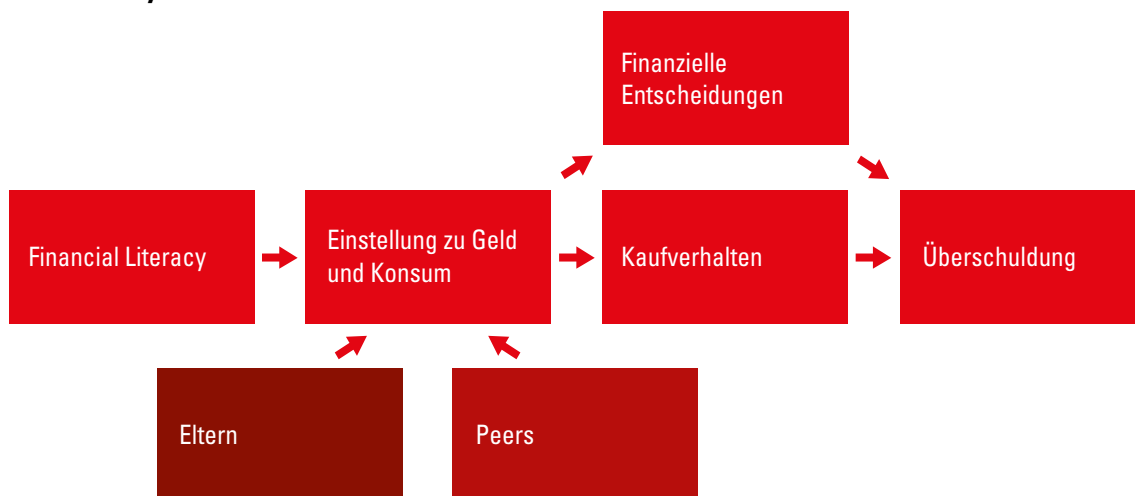 Finanzielle
Entscheidungen
Financial Literacy
Einstellung zu Geld
und Konsum
Kaufverhalten
Überschuldung
Eltern
Peers